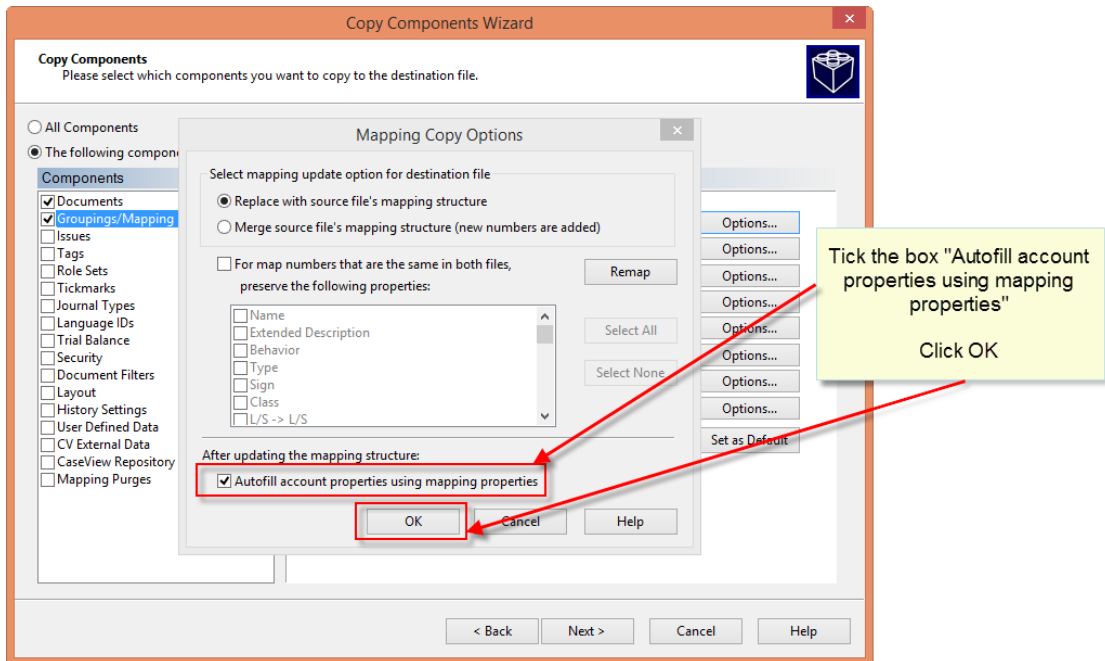 Copy Components Wizard
Copy Components
Please select which components you want to copy to the destination file.
All Components
The following compon
Components
Documents
Groupings/Mapping
Issues
Tags
Role Sets
Tickmarks
Journal Types
Language IDs
Trial Balance
Security
Document Filters
Layout
History Settings
User Defined Data
CV External Data
CaseView Repository
Mapping Purges
Mapping Copy Options
Select mapping update option for destination file
Replace with source file's mapping structure
Merge source file's mapping structure (new numbers are added)
For map numbers that are the same in both files,
preserve the following properties:
Remap
Name
Extended Description
Behavior
Type
Sign
Class
L/S -> L/S
Select All
Select None
After updating the mapping structure:
Autofill account properties using mapping properties
OK
Cancel
Help
Options...
Options...
Options...
Options...
Options...
Options...
Options...
Options...
Set as Default
Tick the box "Autofill account
properties using mapping
properties"
Click OK
< Back
Next >
Cancel
Help